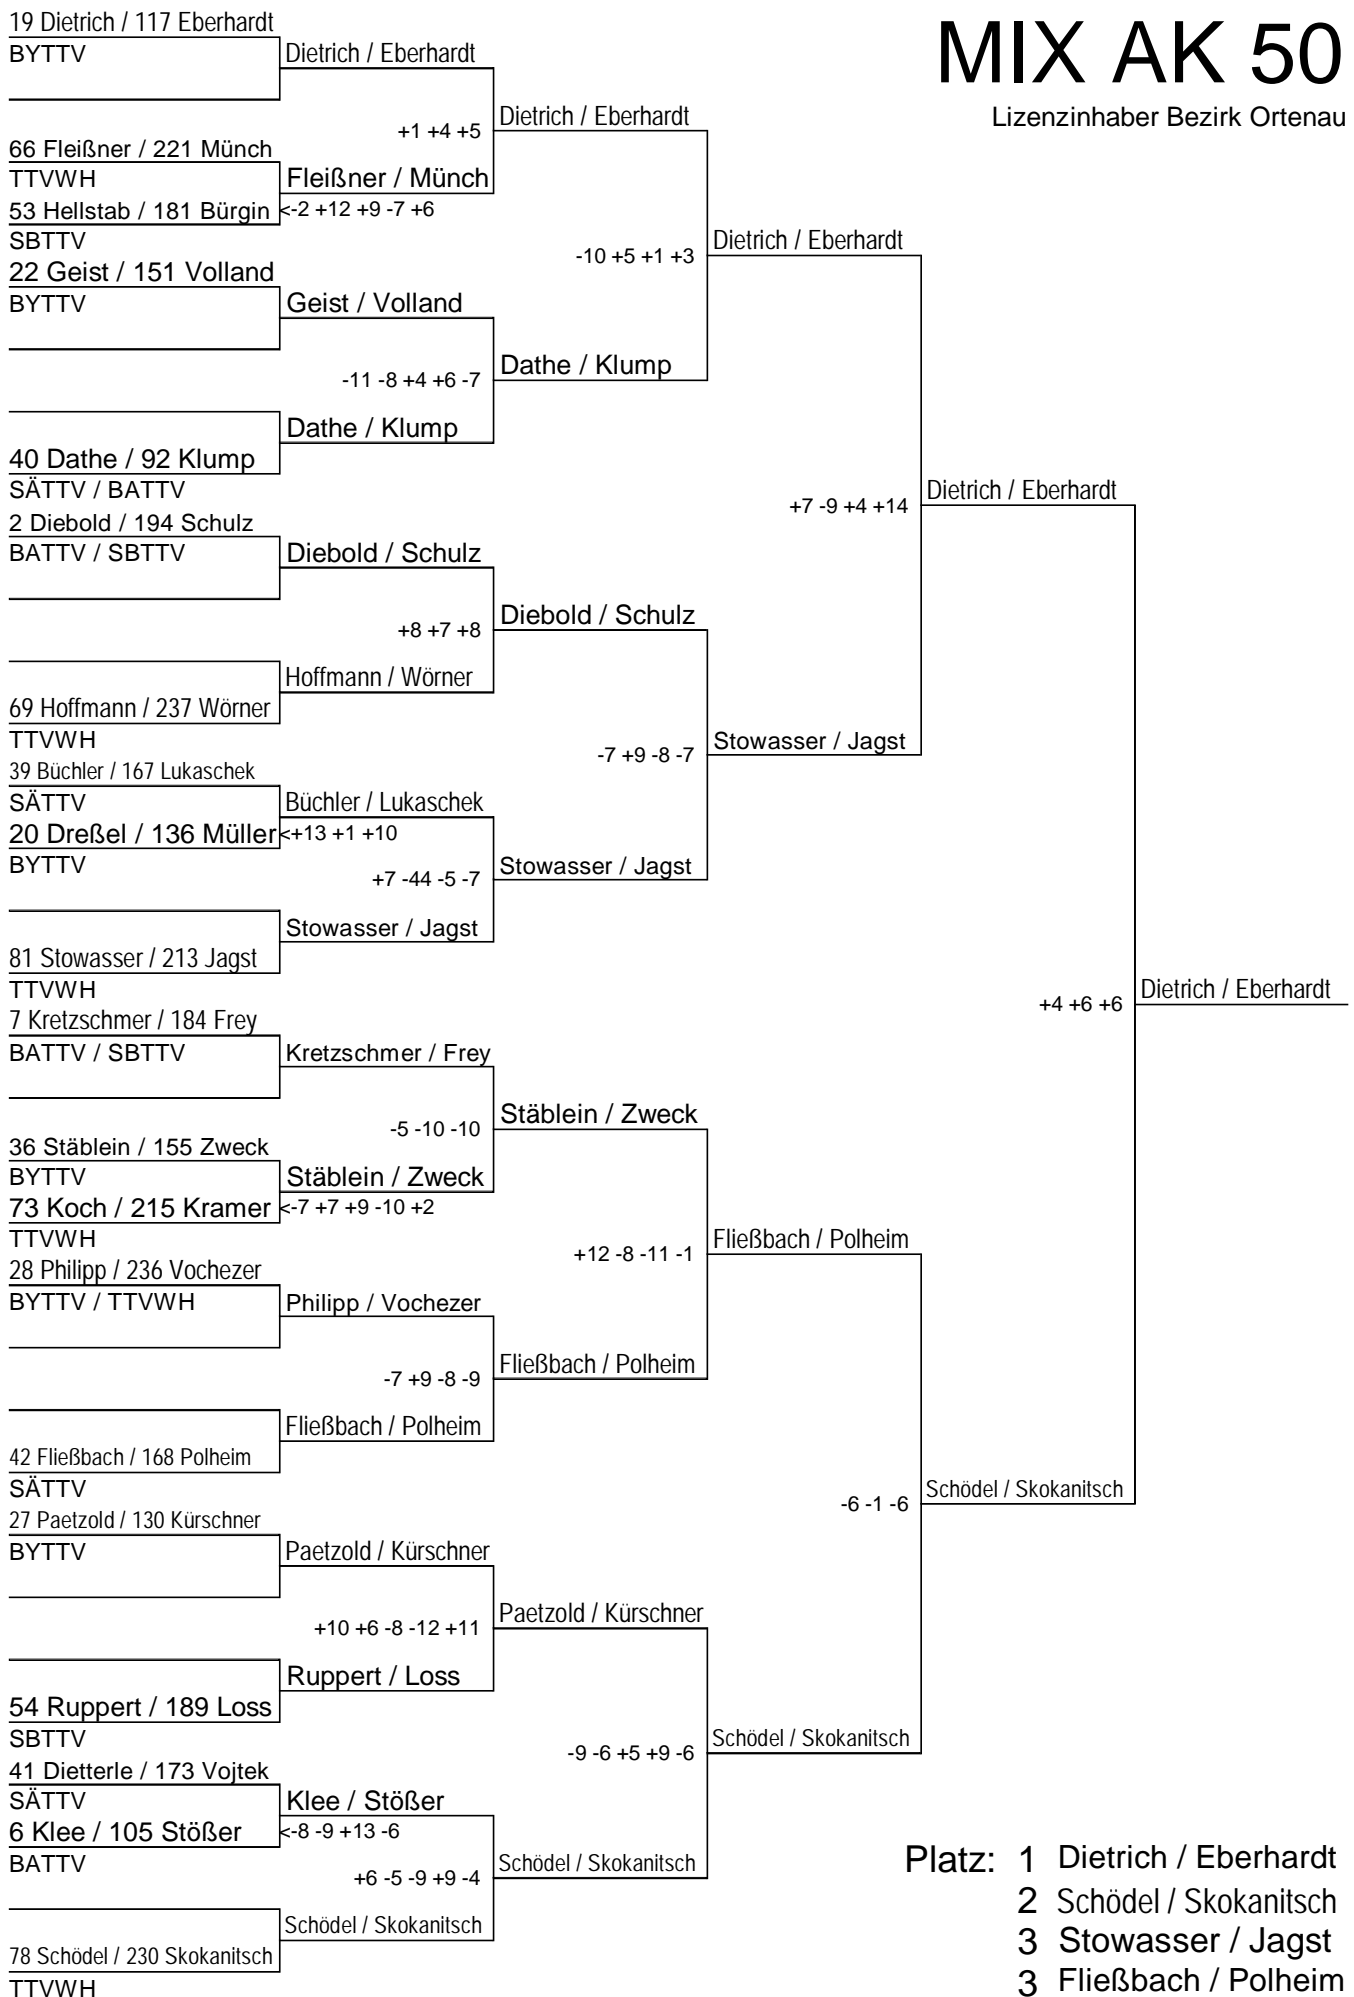 MIX AK 50
Lizenzinhaber Bezirk Ortenau
19 Dietrich / 117 Eberhardt
BYTTV
Dietrich / Eberhardt
+1 +4 +5
Dietrich / Eberhardt
66 Fleißner / 221 Münch
TTVWH
Fleißner / Münch
53 Hellstab / 181 Bürgin
<-2 +12 +9 -7 +6
SBTTV
-10 +5 +1 +3
Dietrich / Eberhardt
22 Geist / 151 Volland
BYTTV
Geist / Volland
-11 -8 +4 +6 -7
Dathe / Klump
Dathe / Klump
40 Dathe / 92 Klump
SÄTTV / BATTV
+7 -9 +4 +14
Dietrich / Eberhardt
2 Diebold / 194 Schulz
BATTV / SBTTV
Diebold / Schulz
+8 +7 +8
Diebold / Schulz
Hoffmann / Wörner
69 Hoffmann / 237 Wörner
TTVWH
-7 +9 -8 -7
Stowasser / Jagst
39 Büchler / 167 Lukaschek
SÄTTV
Büchler / Lukaschek
20 Dreßel / 136 Müller
<+13 +1 +10
BYTTV
+7 -44 -5 -7
Stowasser / Jagst
Stowasser / Jagst
81 Stowasser / 213 Jagst
TTVWH
+4 +6 +6
Dietrich / Eberhardt
7 Kretzschmer / 184 Frey
BATTV / SBTTV
Kretzschmer / Frey
-5 -10 -10
Stäblein / Zweck
36 Stäblein / 155 Zweck
BYTTV
Stäblein / Zweck
73 Koch / 215 Kramer
<-7 +7 +9 -10 +2
TTVWH
+12 -8 -11 -1
Fließbach / Polheim
28 Philipp / 236 Vochezer
BYTTV / TTVWH
Philipp / Vochezer
-7 +9 -8 -9
Fließbach / Polheim
Fließbach / Polheim
42 Fließbach / 168 Polheim
SÄTTV
-6 -1 -6
Schödel / Skokanitsch
27 Paetzold / 130 Kürschner
BYTTV
Paetzold / Kürschner
+10 +6 -8 -12 +11
Paetzold / Kürschner
Ruppert / Loss
54 Ruppert / 189 Loss
SBTTV
-9 -6 +5 +9 -6
Schödel / Skokanitsch
41 Dietterle / 173 Vojtek
SÄTTV
Klee / Stößer
6 Klee / 105 Stößer
<-8 -9 +13 -6
BATTV
+6 -5 -9 +9 -4
Schödel / Skokanitsch
Schödel / Skokanitsch
78 Schödel / 230 Skokanitsch
TTVWH
Platz: 1 Dietrich / Eberhardt
2 Schödel / Skokanitsch
3 Stowasser / Jagst
3 Fließbach / Polheim